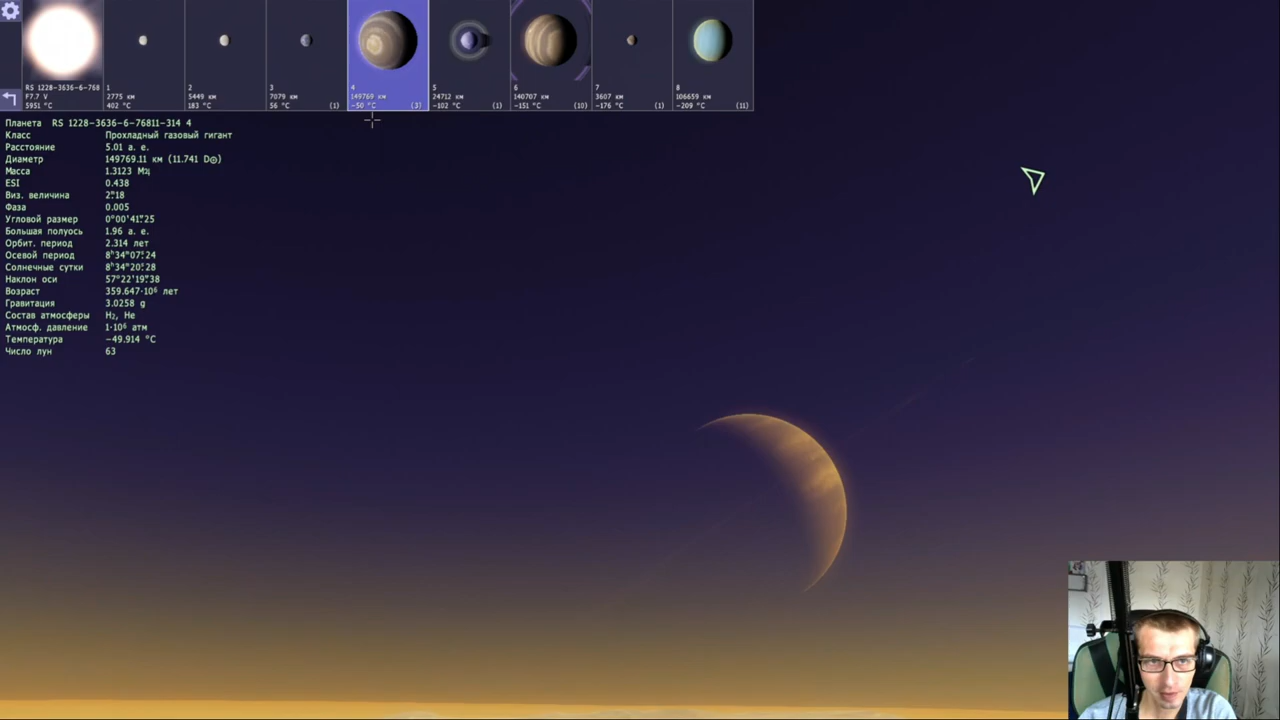 RS 1228-3636-6-768
F7.7 V
5951 °C
1
2775 км
402 °C
2
5449 км
183 °C
3
7079 км
56 °C (1)
4
149769 км
-50 °C (3)
5
24712 км
-102 °C (1)
6
140707 км
-151 °C (10)
7
3607 км
-176 °C (1)
8
106659 км
-209 °C (11)
Планета RS 1228-3636-6-76811-314 4
Класс Прохладный газовый гигант
Расстояние 5.01 а. е.
Диаметр 149769.11 км (11.741 D⊕)
Масса 1.3123 M♃
ESI 0.438
Виз. величина 2ᵐ18
Фаза 0.005
Угловой размер 0°00'41"25
Большая полуось 1.96 а. е.
Орбит. период 2.314 лет
Осевой период 8ʰ34ᵐ07ˢ24
Солнечные сутки 8ʰ34ᵐ20ˢ28
Наклон оси 57°22'19"38
Возраст 359.647·10⁶ лет
Гравитация 3.0258 g
Состав атмосферы H₂, He
Атмосф. давление 1·10⁶ атм
Температура -49.914 °C
Число лун 63